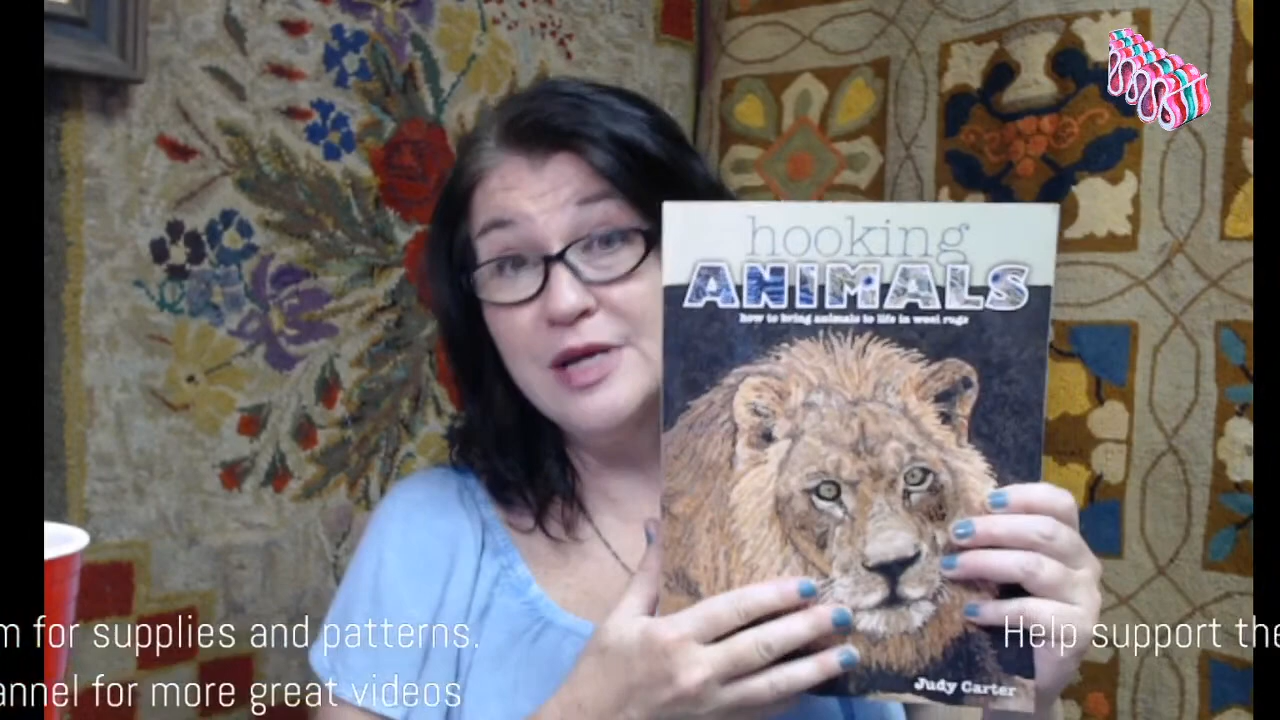 hooking
ANIMALS
how to bring animals to life in wool rugs
Judy Carter
m for supplies and patterns.
Help support the
annel for more great videos